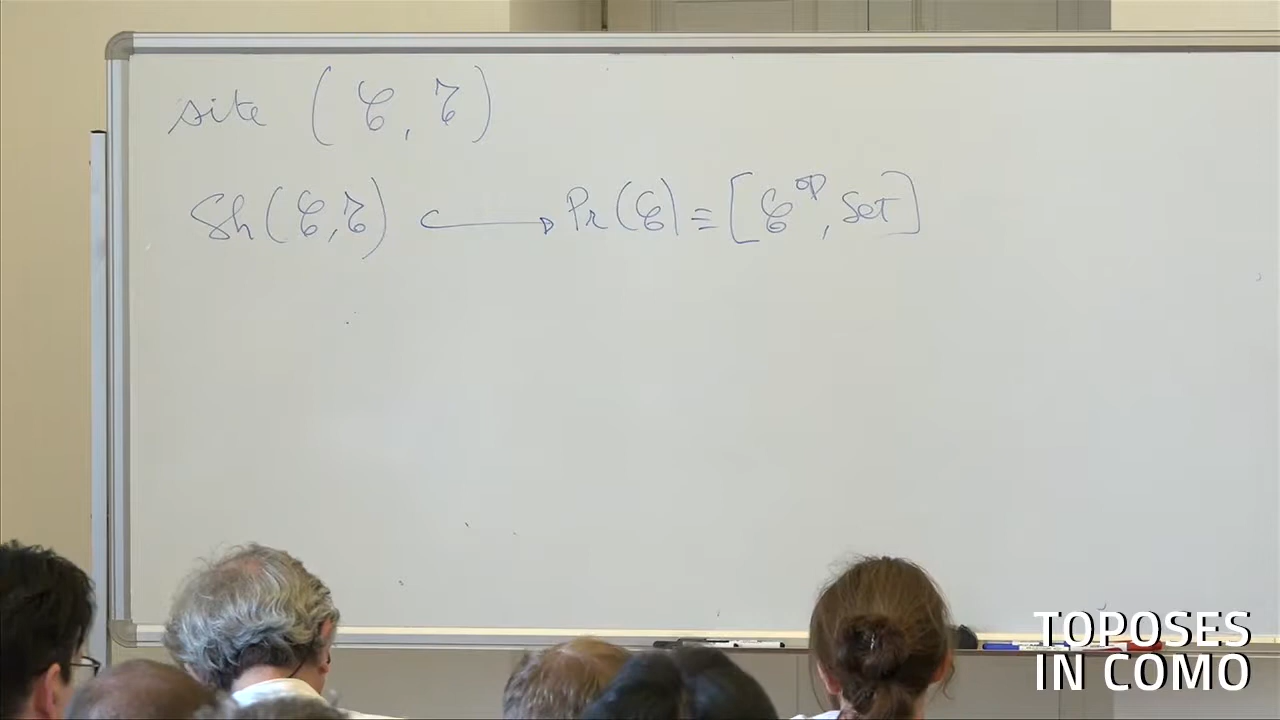 site (𝒞, 𝒯)
Sh(𝒞,𝒯) ↪ Pr(𝒞) ≡ [𝒞^op, Set]
TOPOSES
IN COMO